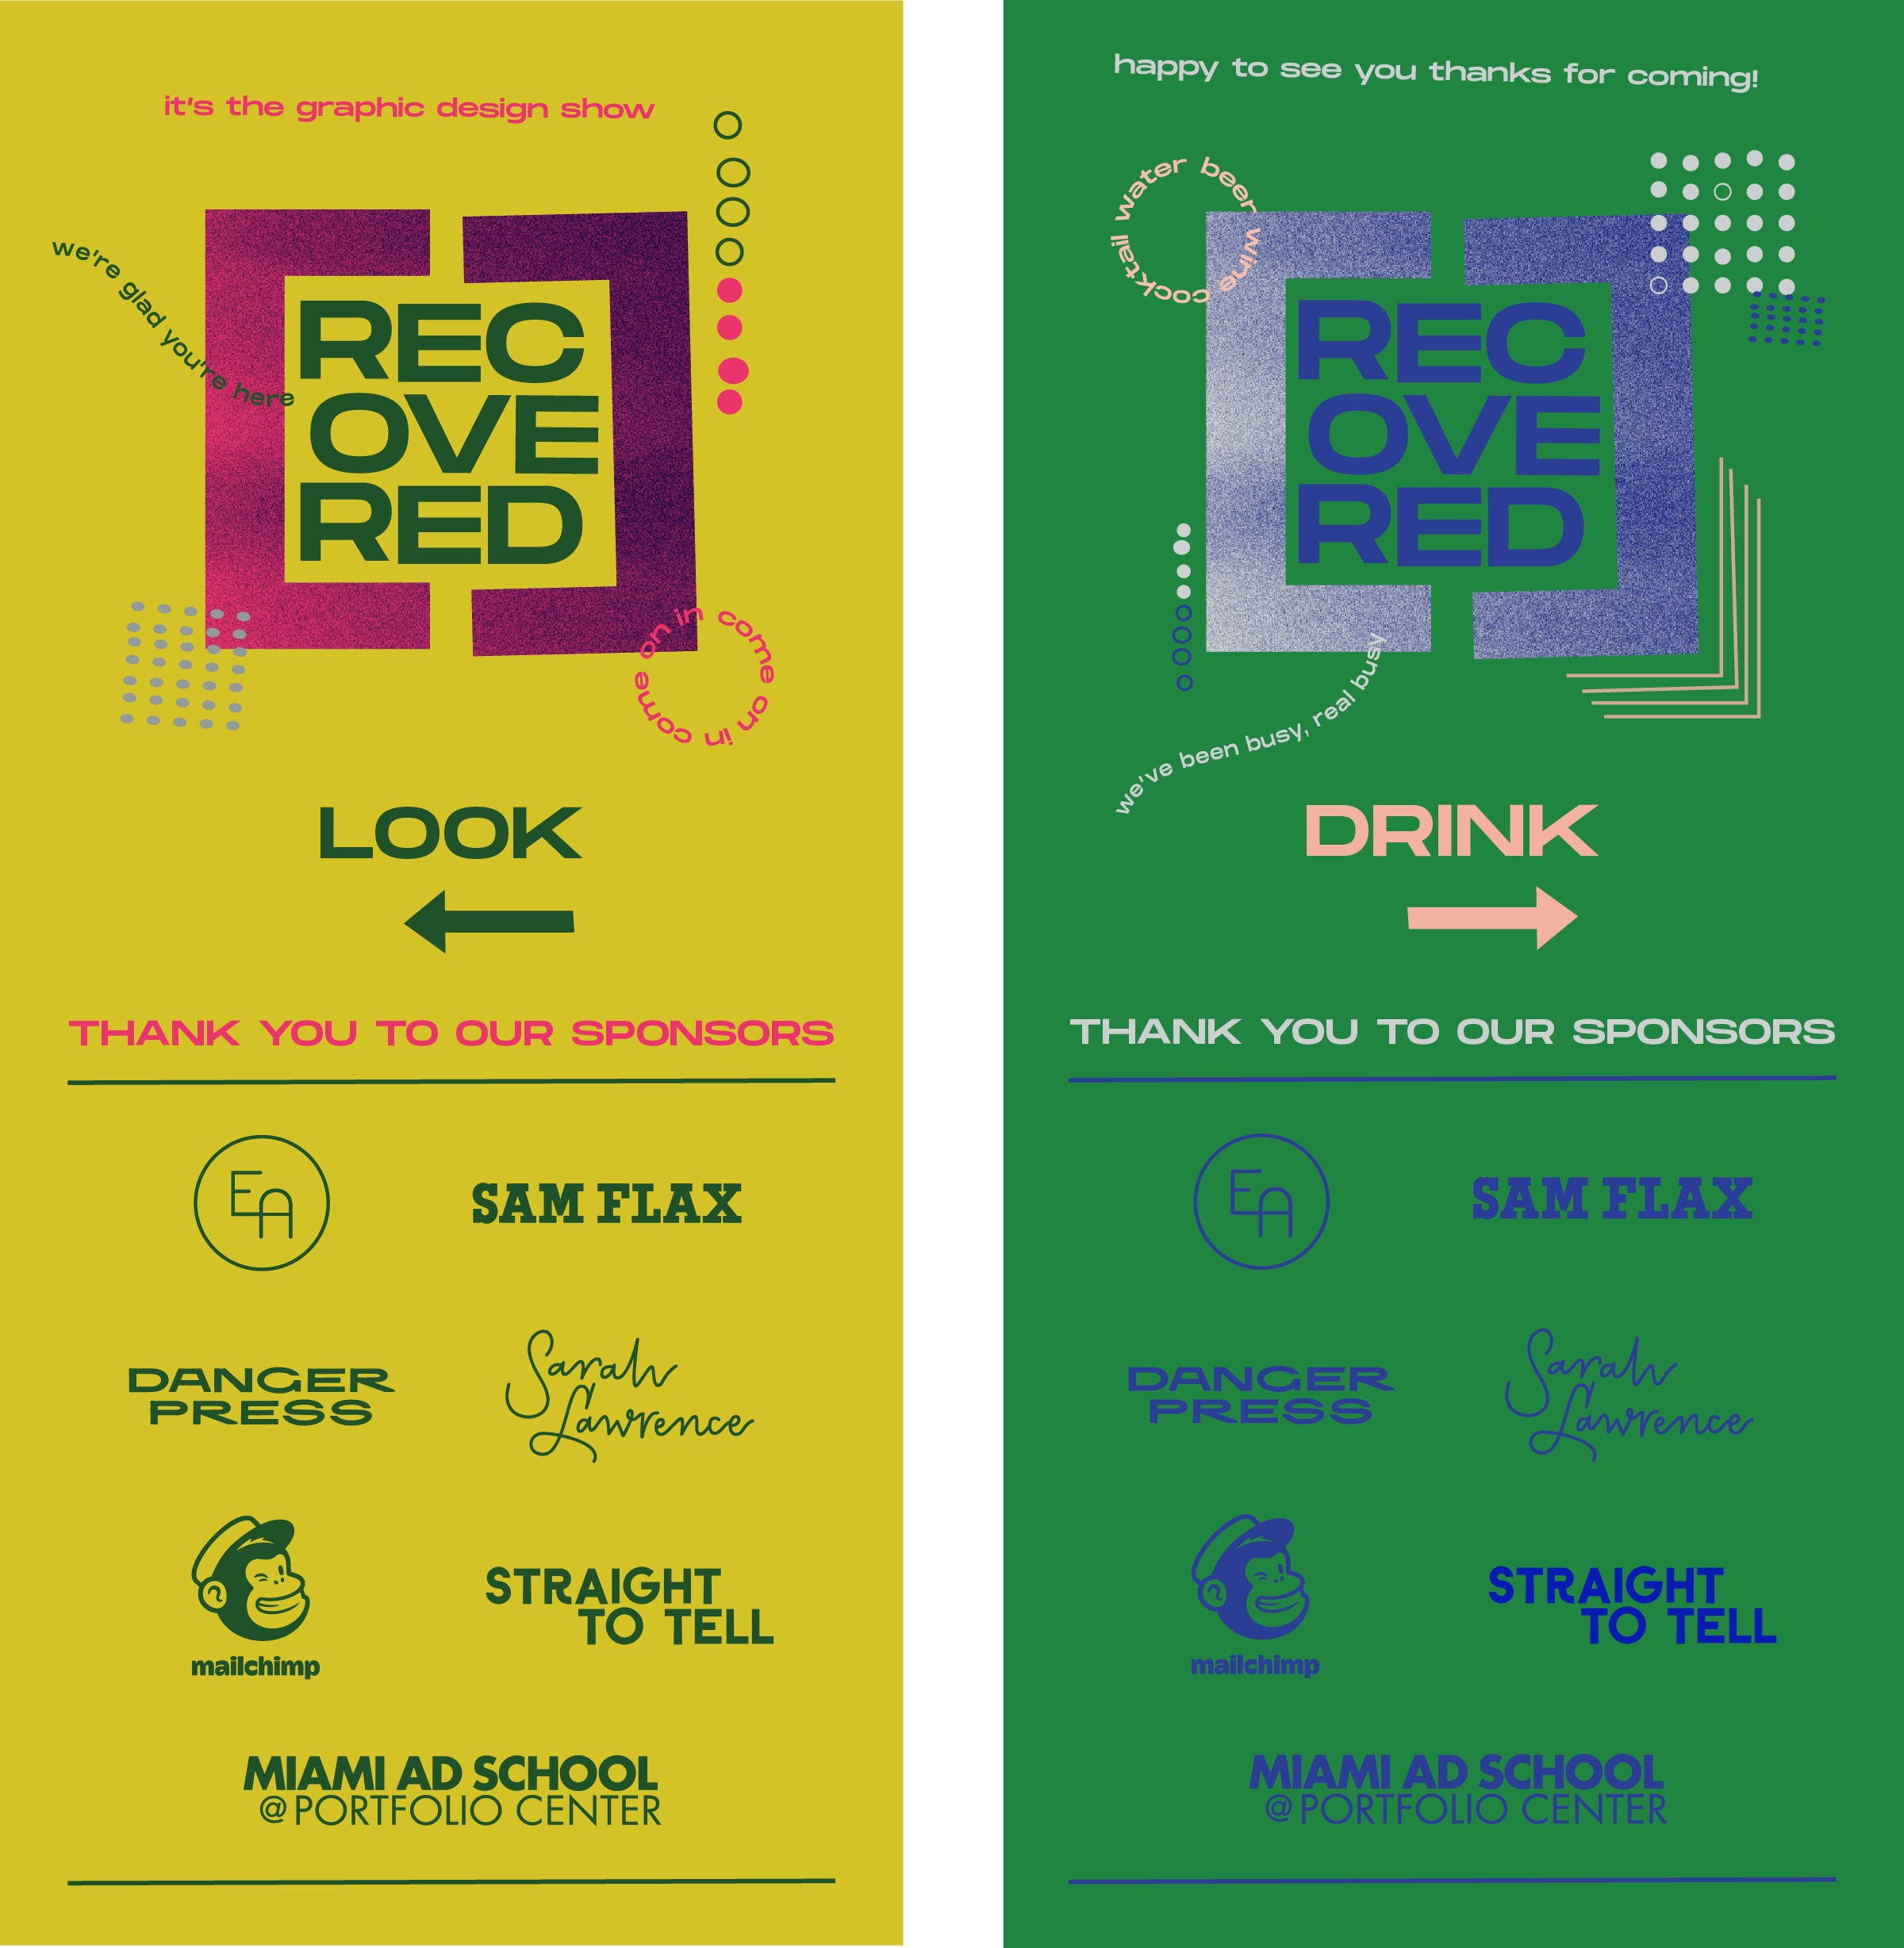 it's the graphic design show
we're glad you're here
REC
OVE
RED
come on in come on in
LOOK
THANK YOU TO OUR SPONSORS
EA
SAM FLAX
DANGER
PRESS
Sarah
Lawrence
mailchimp
STRAIGHT
TO TELL
MIAMI AD SCHOOL
@PORTFOLIO CENTER
happy to see you thanks for coming!
water beer wine cocktail
REC
OVE
RED
we've been busy, real busy
DRINK
THANK YOU TO OUR SPONSORS
EA
SAM FLAX
DANGER
PRESS
Sarah
Lawrence
mailchimp
STRAIGHT
TO TELL
MIAMI AD SCHOOL
@PORTFOLIO CENTER